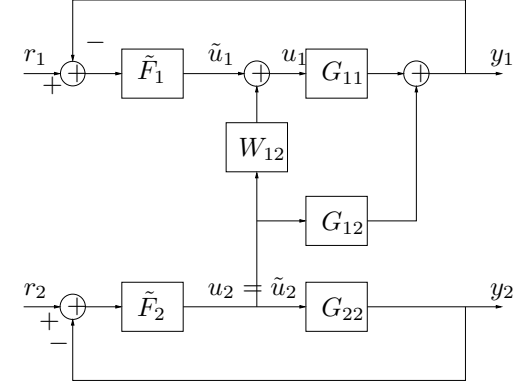 −
r₁ + F̃₁ ũ₁ + u₁ G₁₁ + y₁
+
W₁₂
G₁₂
r₂ + F̃₂ u₂ = ũ₂ G₂₂ y₂
+
−